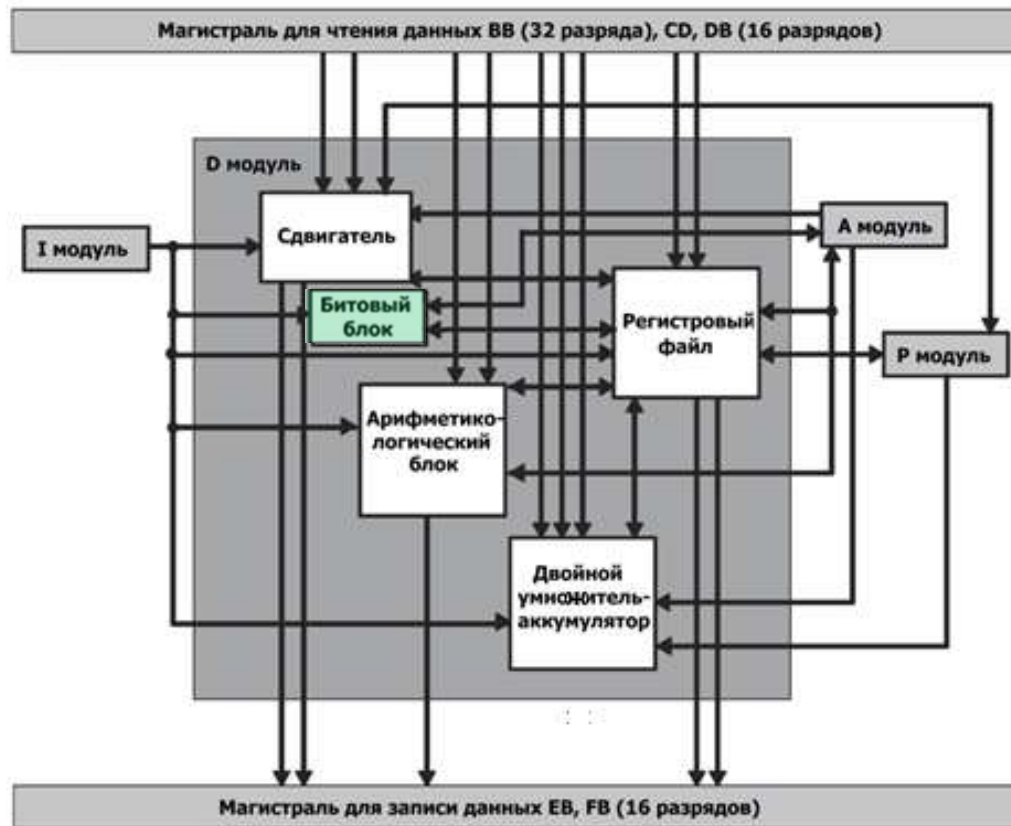 Магистраль для чтения данных BB (32 разряда), CD, DB (16 разрядов)
D модуль
Сдвигатель
A модуль
I модуль
Битовый
блок
Регистровый
файл
P модуль
Арифметико-
логический
блок
Двойной
умножитель-
аккумулятор
Магистраль для записи данных EB, FB (16 разрядов)